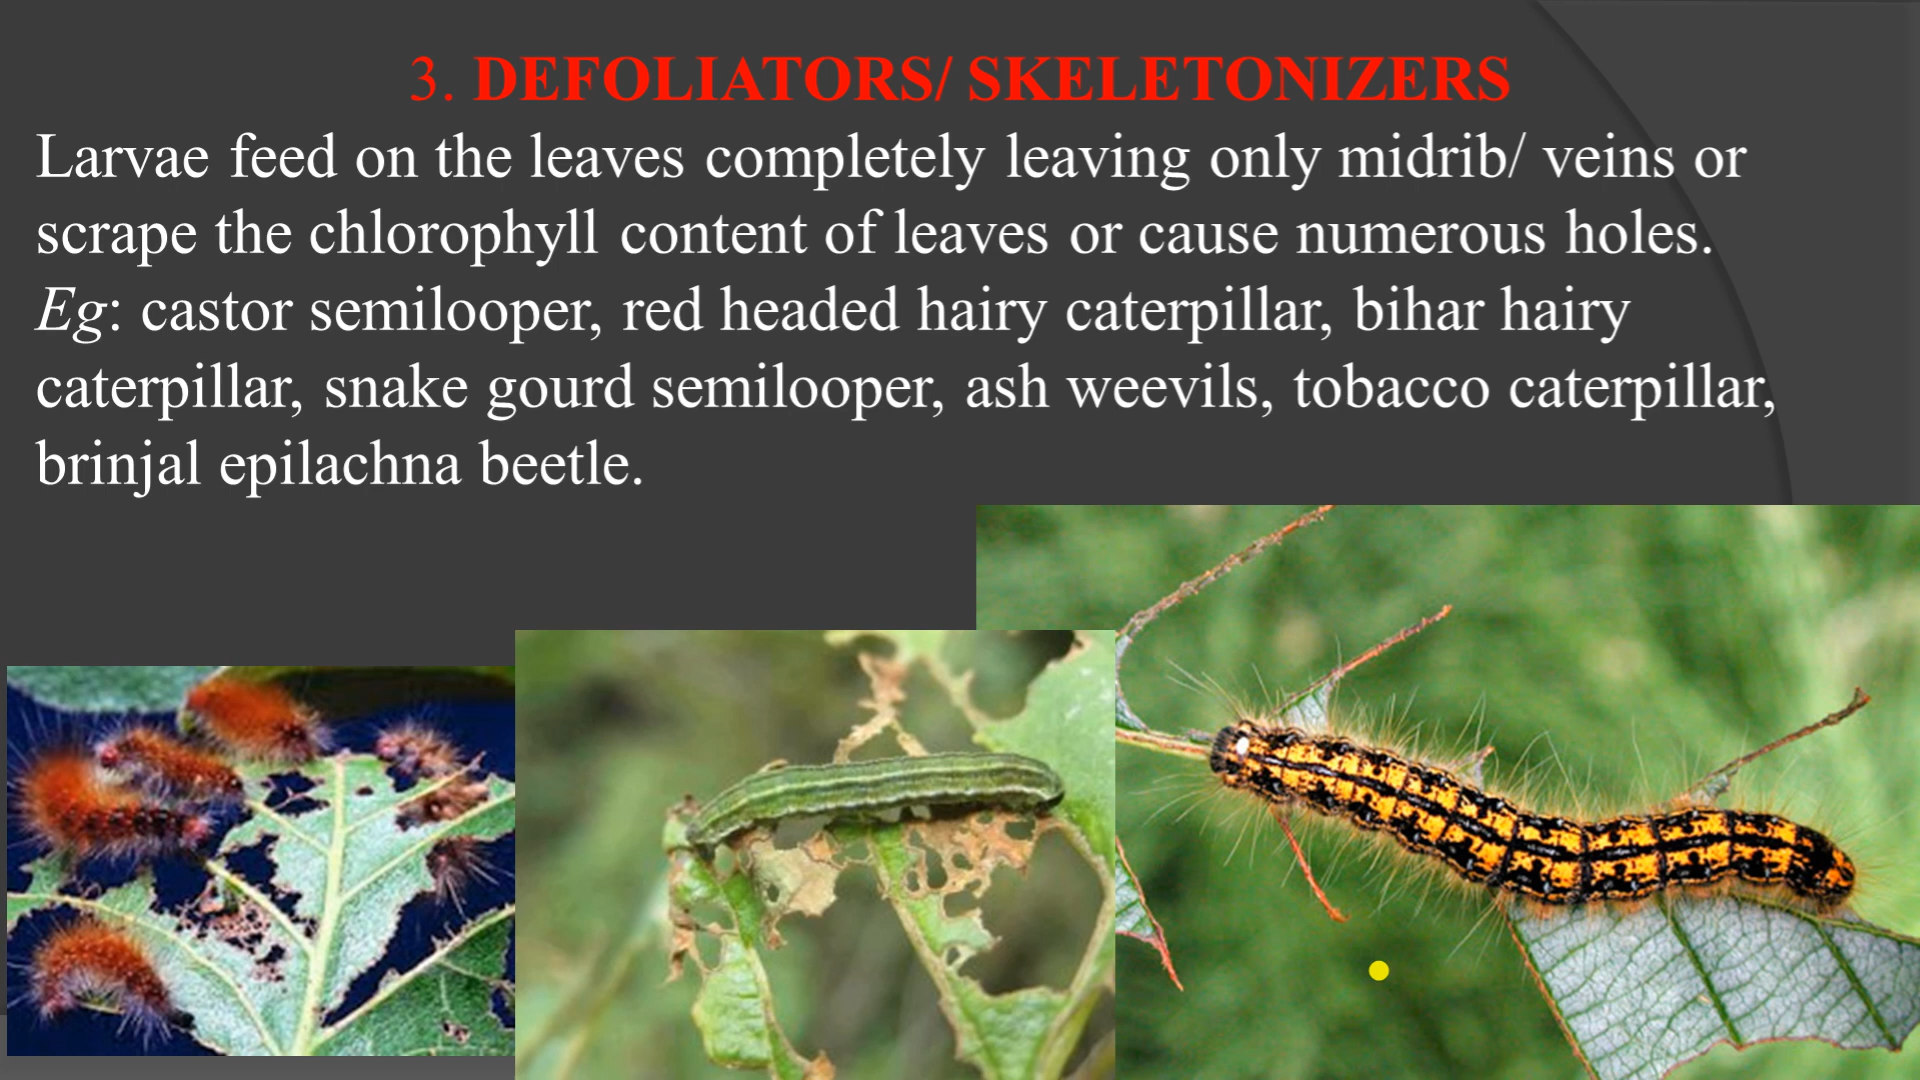 3. DEFOLIATORS/ SKELETONIZERS
Larvae feed on the leaves completely leaving only midrib/ veins or
scrape the chlorophyll content of leaves or cause numerous holes.
Eg: castor semilooper, red headed hairy caterpillar, bihar hairy
caterpillar, snake gourd semilooper, ash weevils, tobacco caterpillar,
brinjal epilachna beetle.